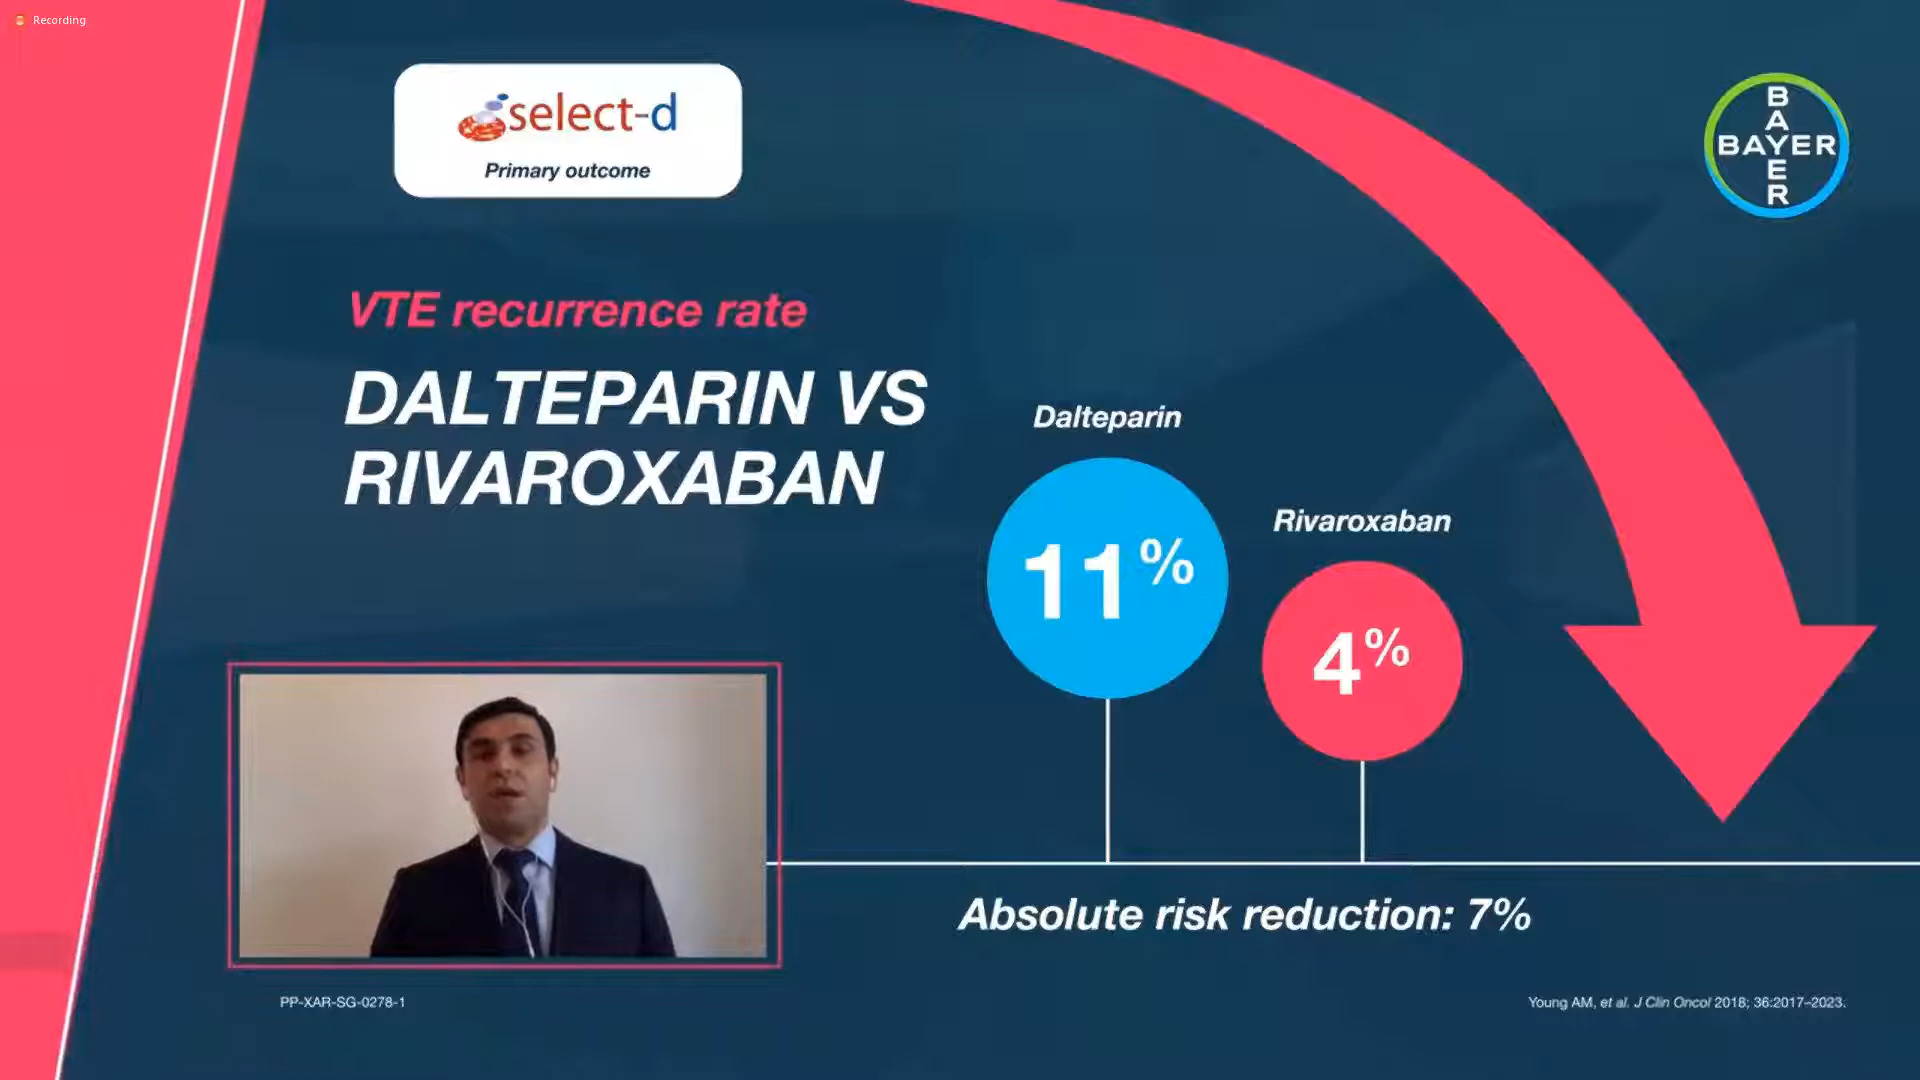 Recording
select-d
Primary outcome
BAYER
BAYER
VTE recurrence rate
DALTEPARIN VS
RIVAROXABAN
Dalteparin
11%
Rivaroxaban
4%
Absolute risk reduction: 7%
PP-XAR-SG-0278-1
Young AM, et al. J Clin Oncol 2018; 36:2017–2023.